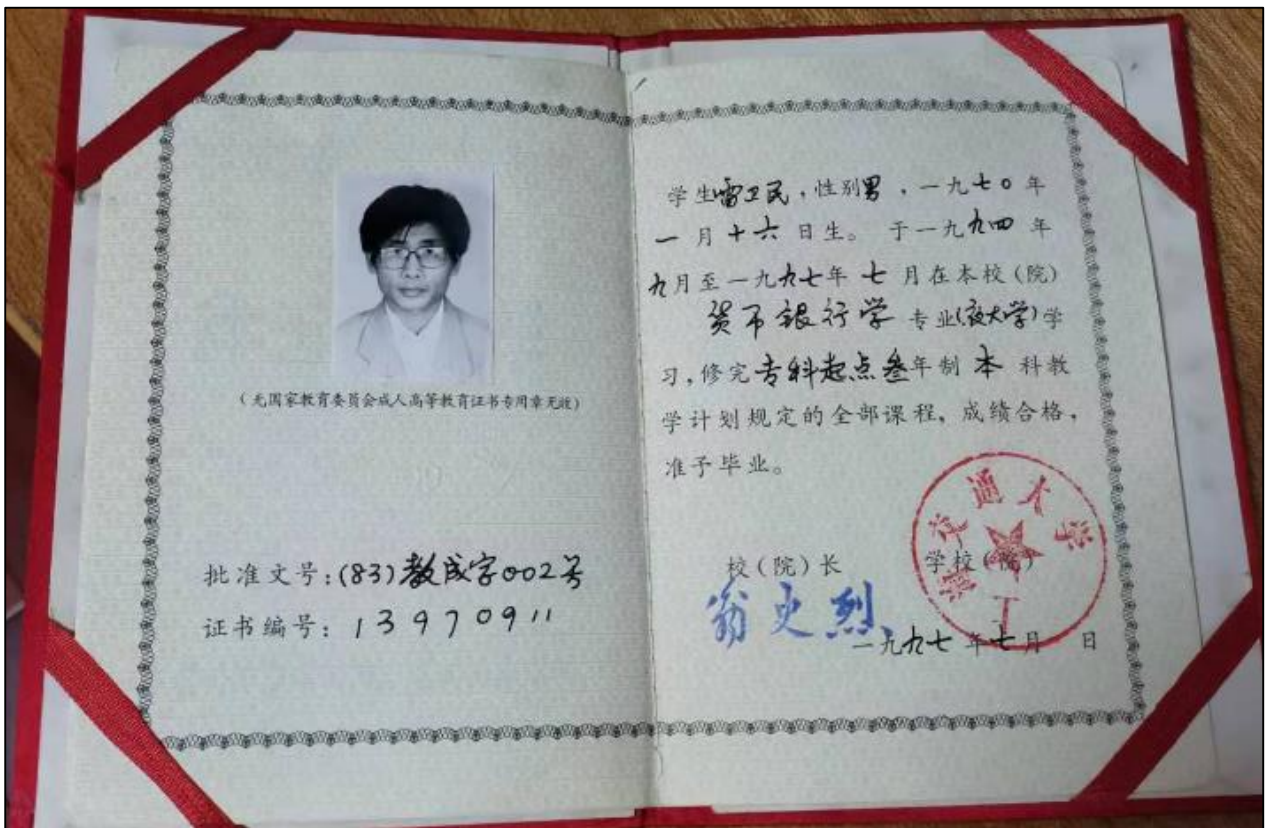 (无国家教育委员会成人高等教育证书专用章无效)
批准文号:(83)教成字002号
证书编号:13970911
学生雷卫民,性别男,一九七〇年
一月十六日生。于一九九四年
九月至一九九七年七月在本校(院)
货币银行学专业(夜大学)学
习,修完专科起点叁年制本科教
学计划规定的全部课程,成绩合格,
准予毕业。
上海交通大学
校(院)长 学校(院)
翁史烈
一九九七年七月 日